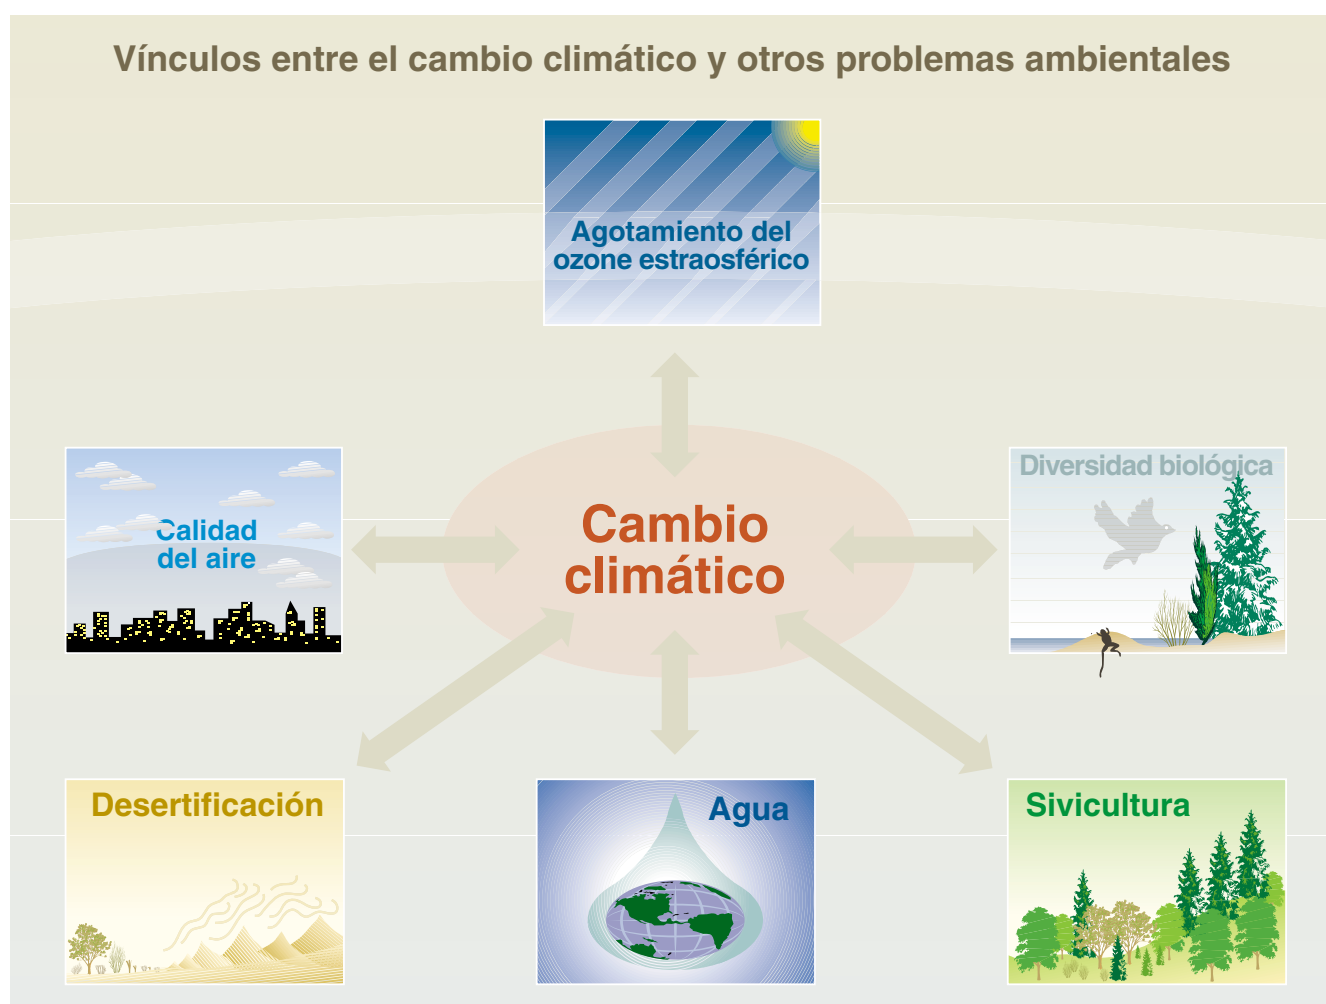 Vínculos entre el cambio climático y otros problemas ambientales
Agotamiento del
ozone estraosférico
Calidad
del aire
Cambio
climático
Diversidad biológica
Desertificación
Agua
Sivicultura